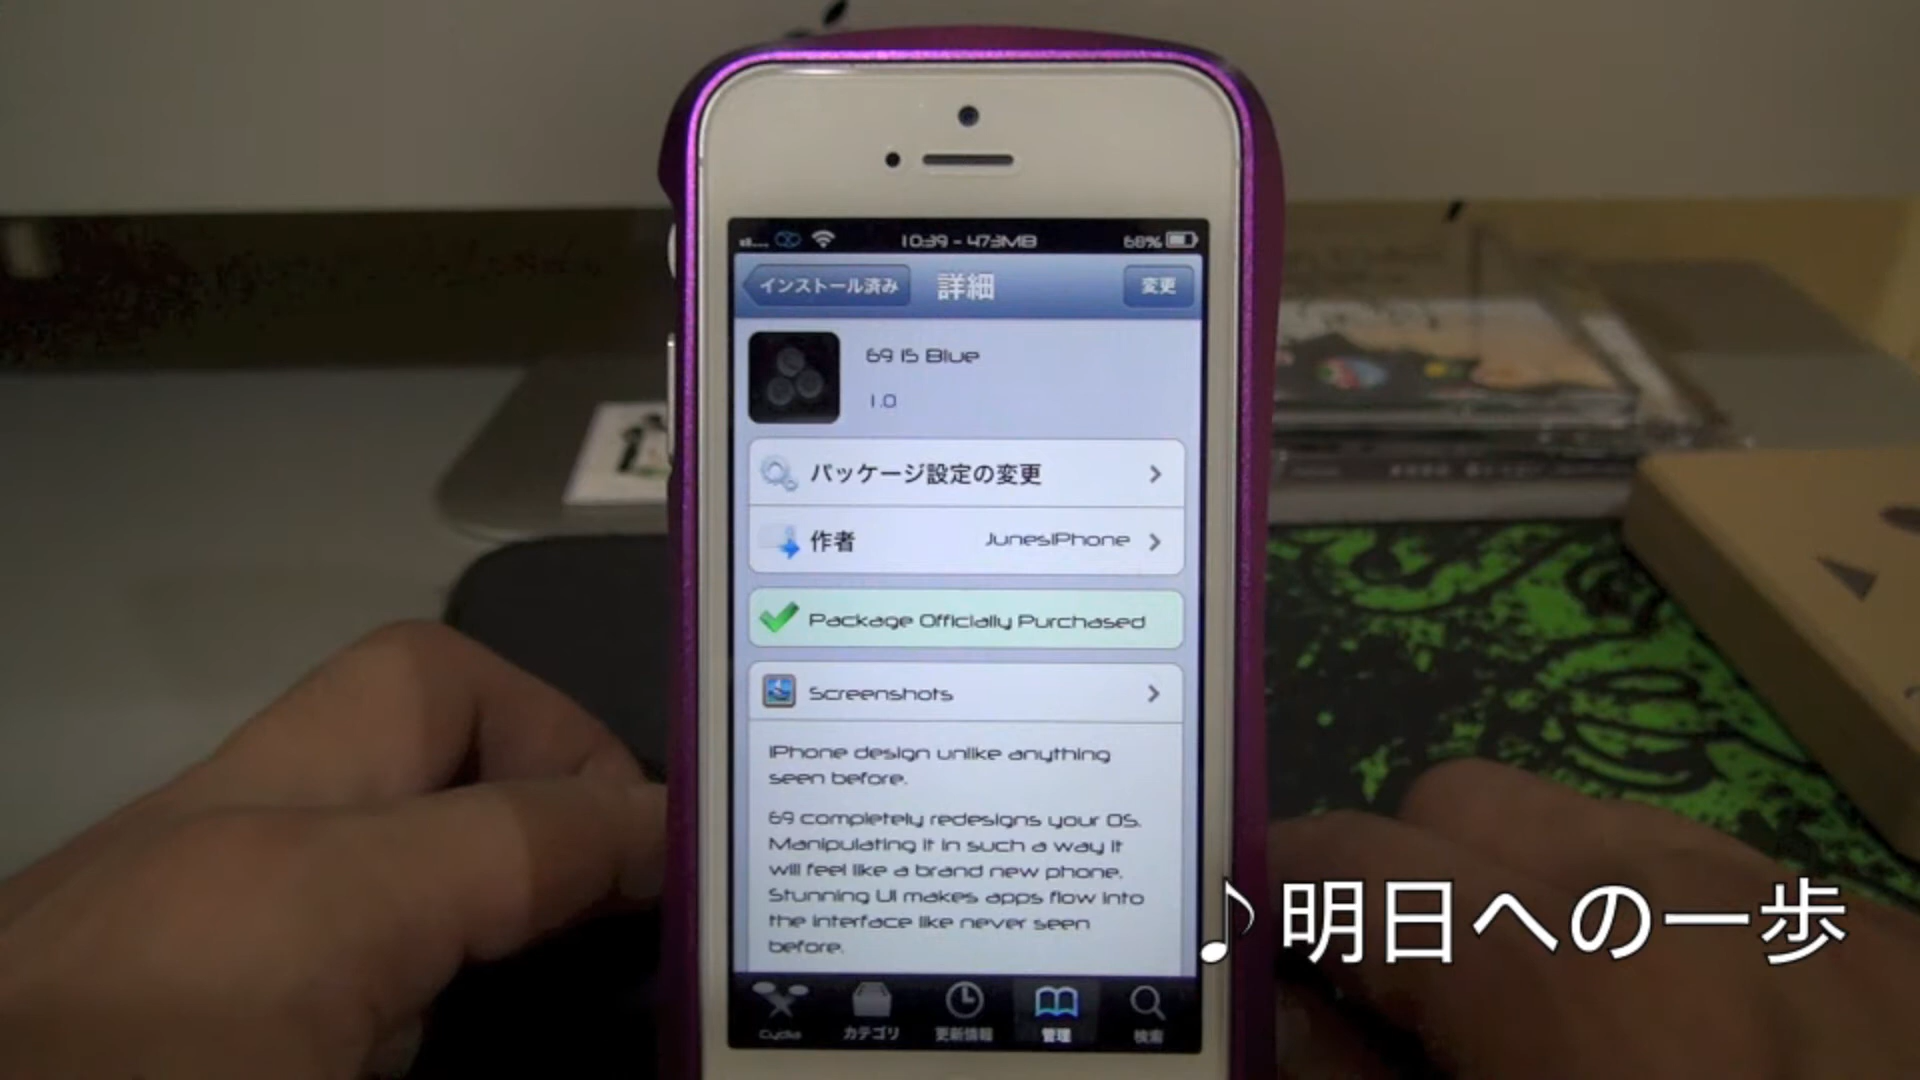 10:39 - 473MB
68%
インストール済み
詳細
変更
69 IS Blue
1.0
パッケージ設定の変更
作者
JunesIPhone
Package Officially Purchased
Screenshots
IPhone design unlike anything
seen before.
69 completely redesigns your OS.
Manipulating it in such a way it
will feel like a brand new phone.
Stunning UI makes apps flow into
the interface like never seen
before.
Cydia
カテゴリ
更新情報
管理
検索
♪明日への一歩